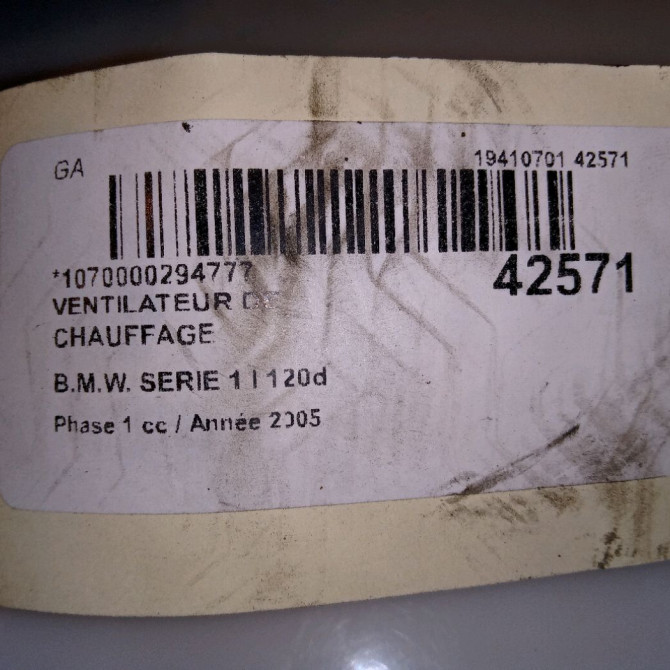 GA
19410701 42571
*1070000294777
42571
VENTILATEUR DE
CHAUFFAGE
B.M.W. SERIE 1 I 120d
Phase 1 cc / Année 2005